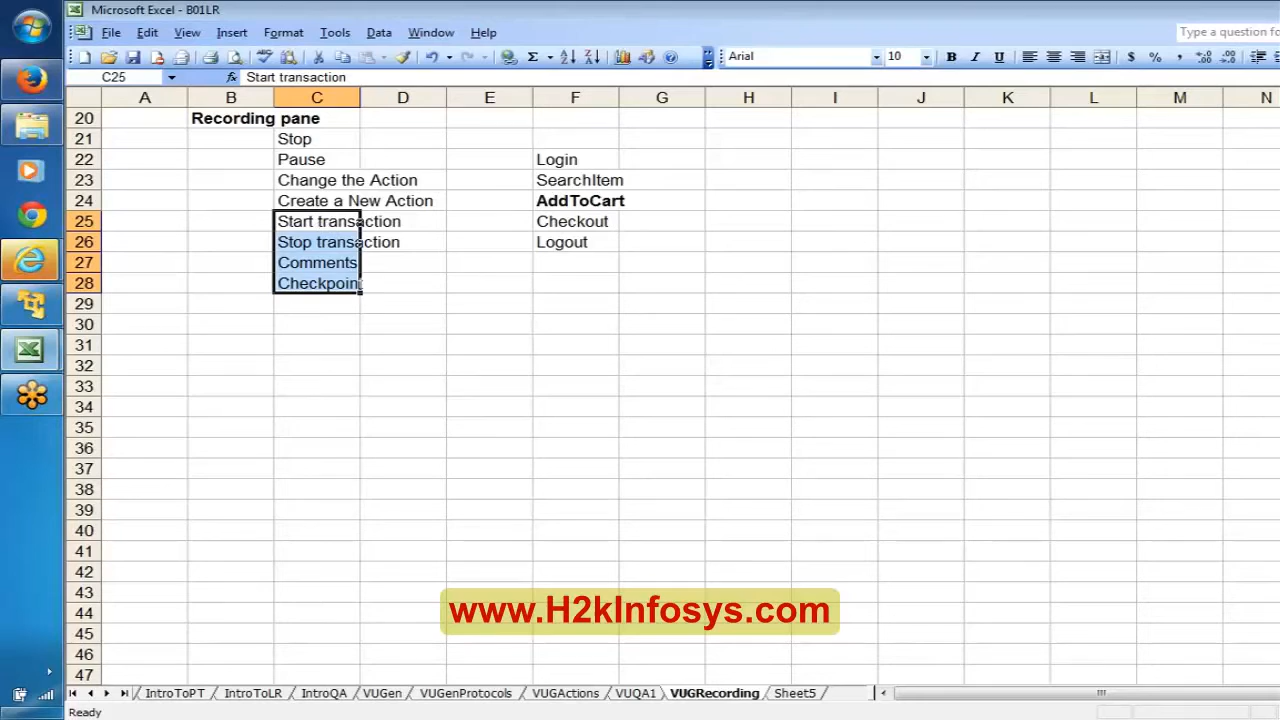 Microsoft Excel - B01LR
File Edit View Insert Format Tools Data Window Help
Type a question fo
Arial 10 B I U $ %
C25 fx Start transaction
A B C D E F G H I J K L M N
20 Recording pane
21 Stop
22 Pause Login
23 Change the Action SearchItem
24 Create a New Action AddToCart
25 Start transaction Checkout
26 Stop transaction Logout
27 Comments
28 Checkpoin
29
30
31
32
33
34
35
36
37
38
39
40
41
42
43
44
45
46
47
www.H2kInfosys.com
IntroToPT IntroToLR IntroQA VUGen VUGenProtocols VUGActions VUQA1 VUGRecording Sheet5
Ready